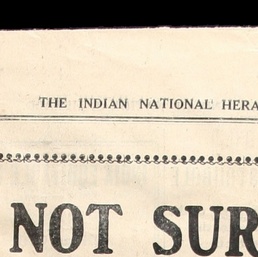 THE INDIAN NATIONAL HERA
NOT SUR